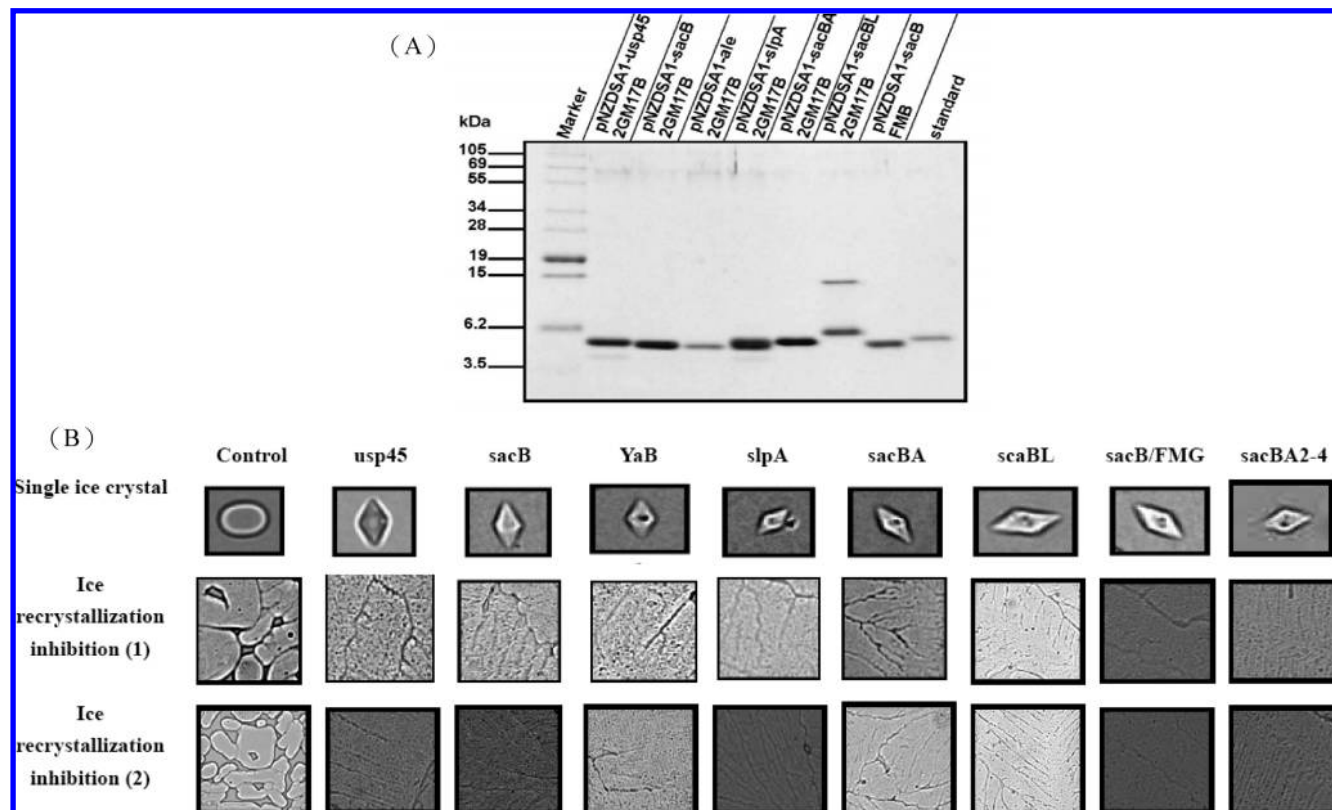 (A)
Marker
pNZDSA1-usp45
2GM17B
pNZDSA1-sacB
2GM17B
pNZDSA1-ale
2GM17B
pNZDSA1-slpA
2GM17B
pNZDSA1-sacBA
2GM17B
pNZDSA1-sacBL
2GM17B
pNZDSA1-sacB
FMB
standard
kDa
105
69
55
34
28
19
15
6.2
3.5
(B)
Control usp45 sacB YaB slpA sacBA scaBL sacB/FMG sacBA2-4
Single ice crystal
Ice
recrystallization
inhibition (1)
Ice
recrystallization
inhibition (2)